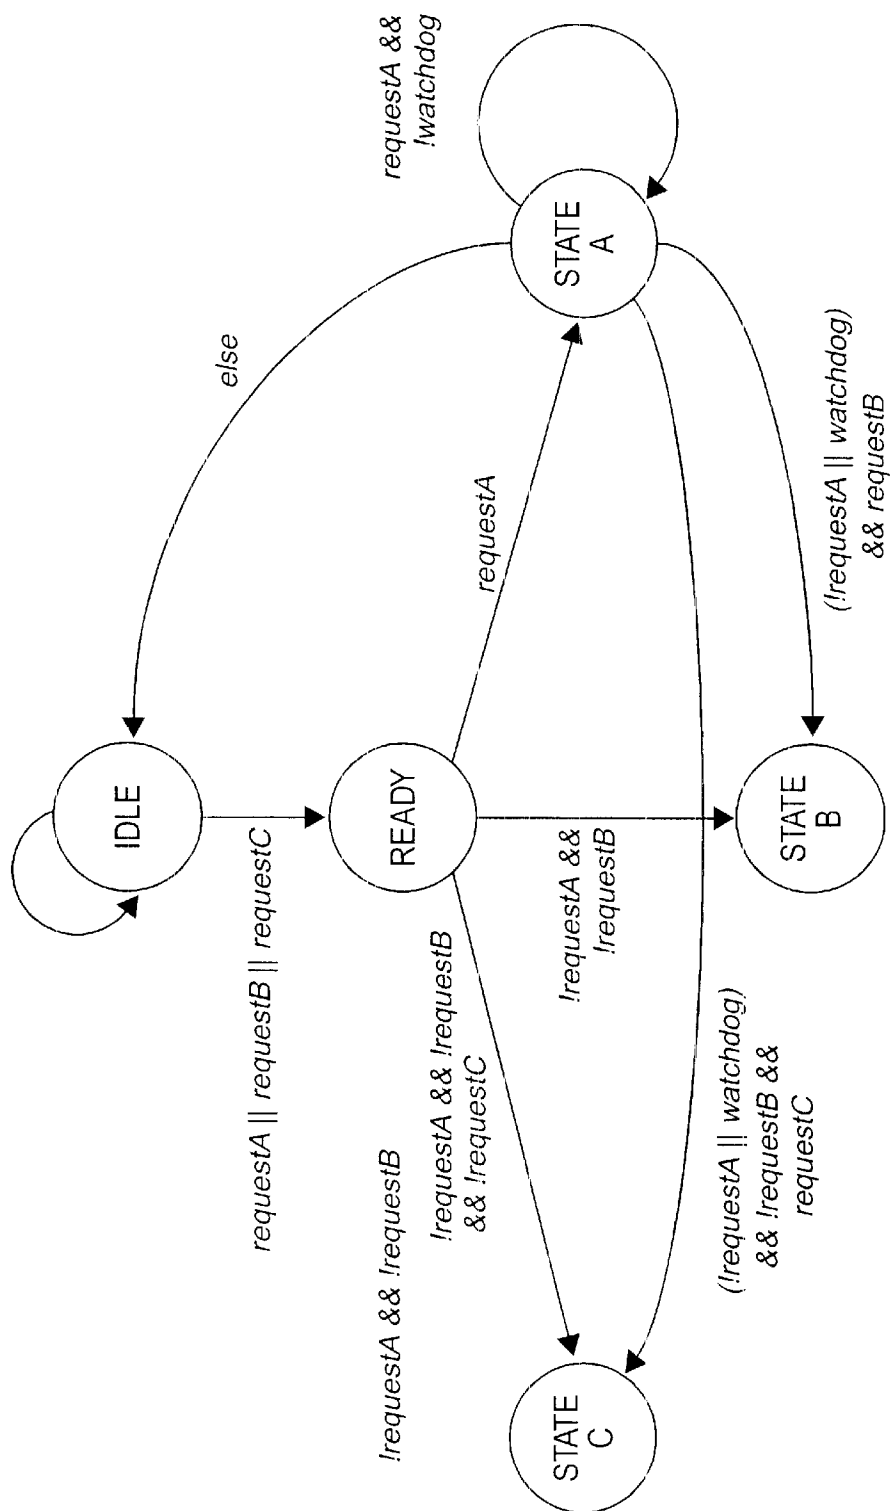 IDLE
else
requestA || requestB || requestC
READY
requestA &&
!watchdog
!requestA && !requestB
!requestA && !requestB
&& !requestC
requestA
STATE
C
!requestA &&
!requestB
STATE
A
(!requestA || watchdog)
&& !requestB &&
requestC
STATE
B
(!requestA || watchdog)
&& requestB